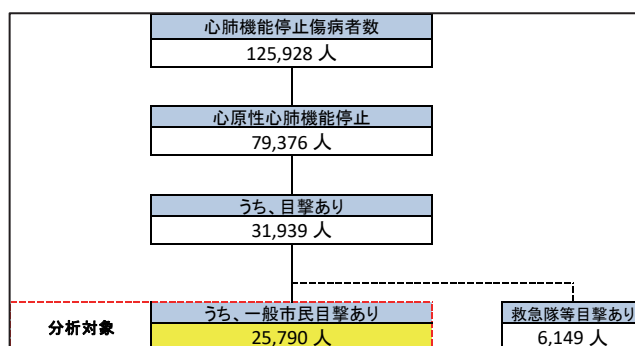 心肺機能停止傷病者数
125,928 人
心原性心肺機能停止
79,376 人
うち、目撃あり
31,939 人
分析対象
うち、一般市民目撃あり
25,790 人
救急隊等目撃あり
6,149 人